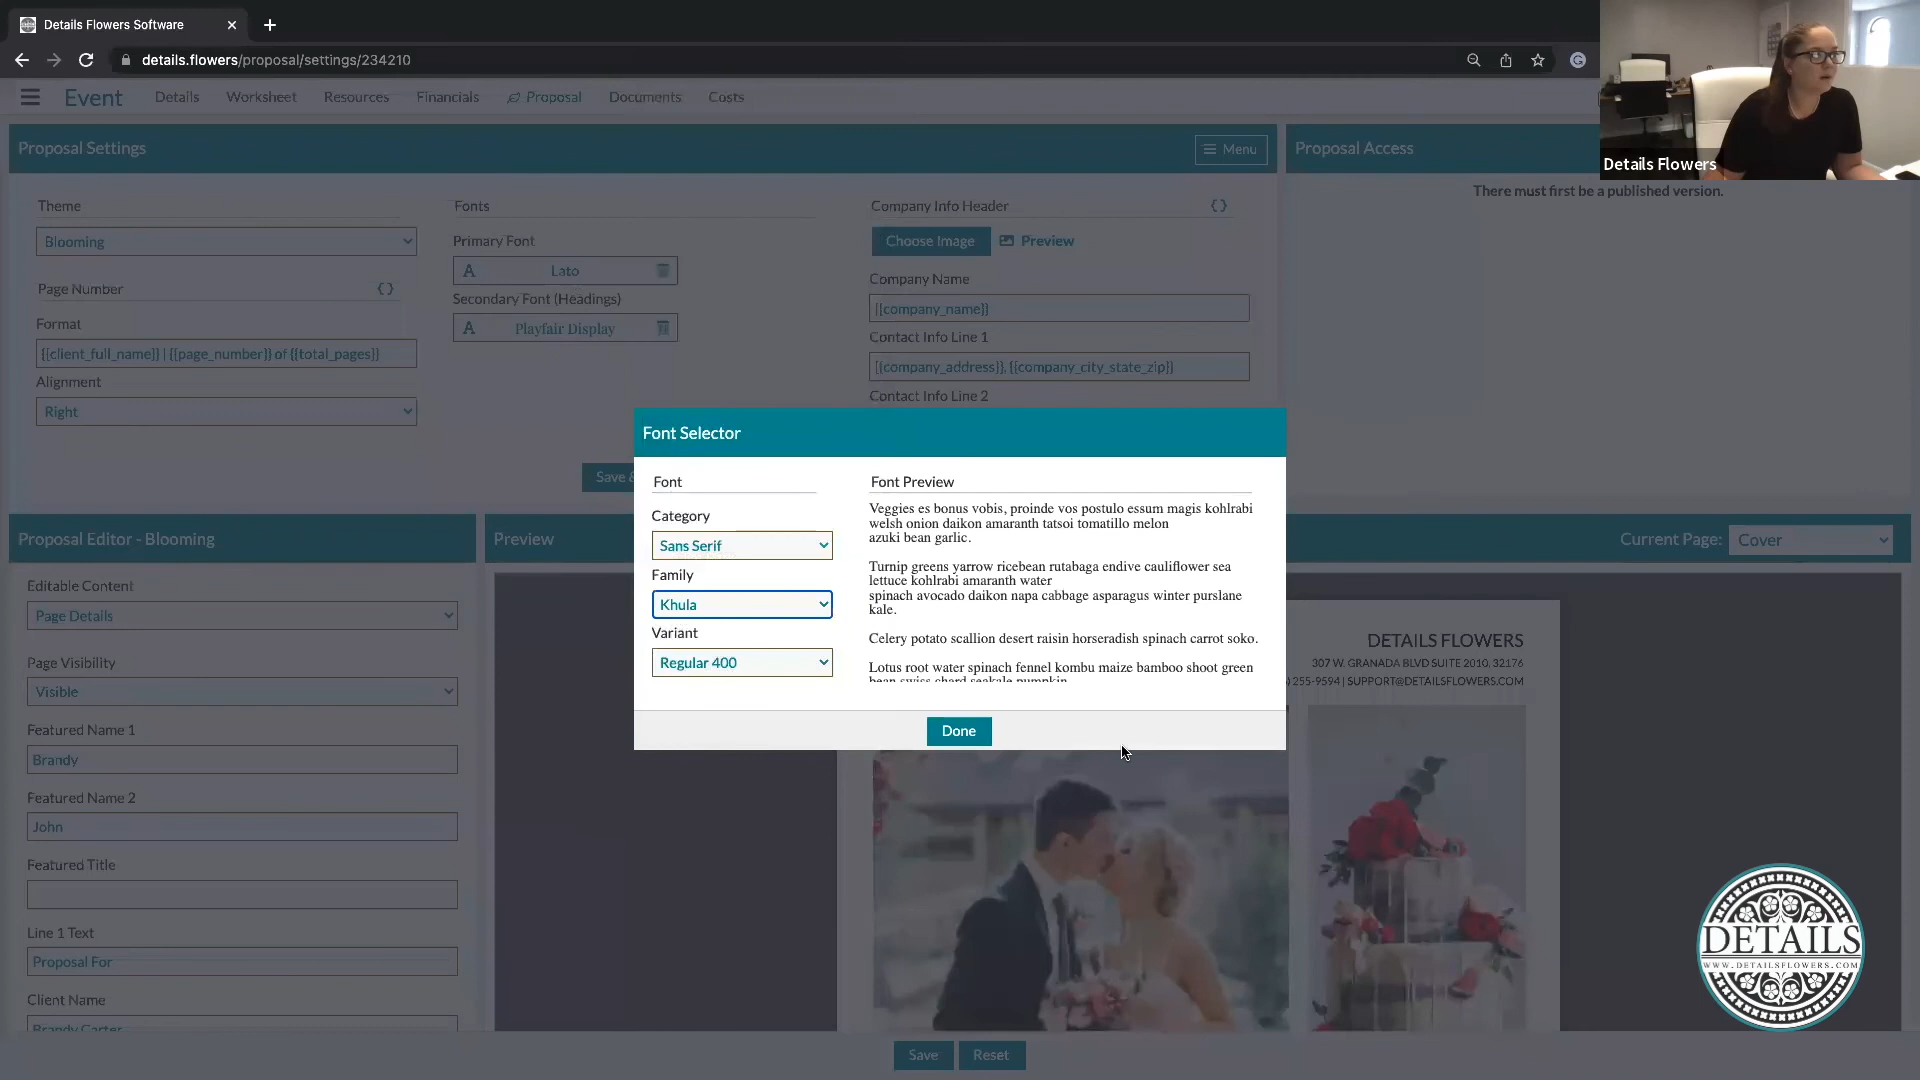 Details Flowers Software
details.flowers/proposal/settings/234210
Event
Details
Worksheet
Resources
Financials
Proposal
Documents
Costs
Details Flowers
Proposal Settings
Menu
Proposal Access
There must first be a published version.
Theme
Blooming
Page Number
{}
Format
{{client_full_name}} | {{page_number}} of {{total_pages}}
Alignment
Right
Fonts
Primary Font
A
Lato
Secondary Font (Headings)
A
Playfair Display
Company Info Header
{}
Choose Image
Preview
Company Name
{{company_name}}
Contact Info Line 1
{{company_address}}, {{company_city_state_zip}}
Contact Info Line 2
Save &
Font Selector
Font
Category
Sans Serif
Family
Khula
Variant
Regular 400
Font Preview
Veggies es bonus vobis, proinde vos postulo essum magis kohlrabi
welsh onion daikon amaranth tatsoi tomatillo melon
azuki bean garlic.
Turnip greens yarrow ricebean rutabaga endive cauliflower sea
lettuce kohlrabi amaranth water
spinach avocado daikon napa cabbage asparagus winter purslane
kale.
Celery potato scallion desert raisin horseradish spinach carrot soko.
Lotus root water spinach fennel kombu maize bamboo shoot green
bean swiss chard seakale pumpkin
Done
Proposal Editor - Blooming
Editable Content
Page Details
Page Visibility
Visible
Featured Name 1
Brandy
Featured Name 2
John
Featured Title
Line 1 Text
Proposal For
Client Name
Brandy Carter
Preview
Current Page:
Cover
DETAILS FLOWERS
307 W. GRANADA BLVD SUITE 2010, 32176
) 255-9594 | SUPPORT@DETAILSFLOWERS.COM
DETAILS
WWW.DETAILSFLOWERS.COM
Save
Reset